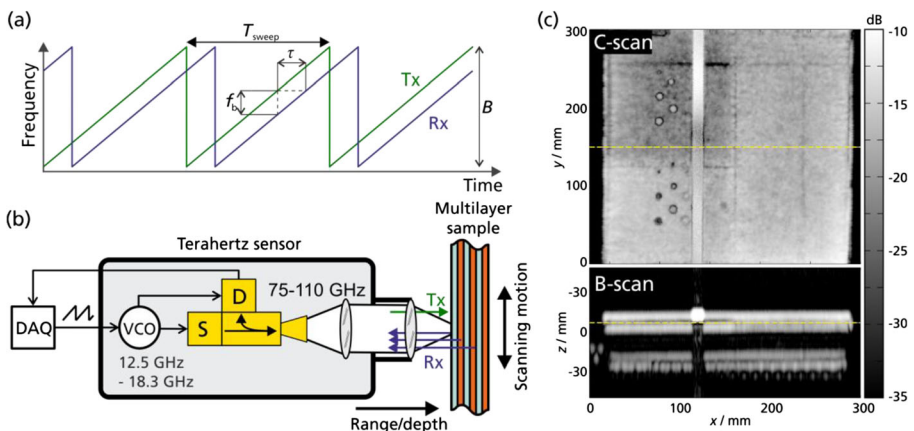 (a)
Frequency
T_sweep
τ
f_b
Tx
Rx
B
Time
(b)
Terahertz sensor
Multilayer
sample
DAQ
VCO
D
S
75-110 GHz
12.5 GHz
- 18.3 GHz
Tx
Rx
Scanning motion
Range/depth
(c)
C-scan
y / mm
300
200
100
0
B-scan
z / mm
-30
0
-30
0
100
200
300
x / mm
dB
-10
-15
-20
-25
-30
-35